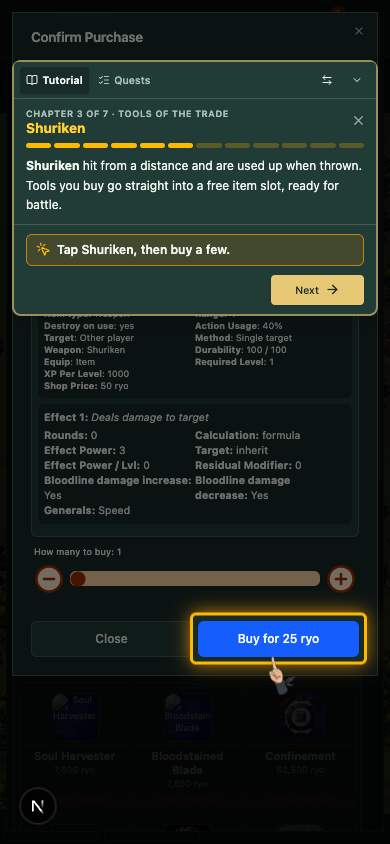 Confirm Purchase
Tutorial
Quests
CHAPTER 3 OF 7 · TOOLS OF THE TRADE
Shuriken
Shuriken hit from a distance and are used up when thrown.
Tools you buy go straight into a free item slot, ready for
battle.
Tap Shuriken, then buy a few.
Next
Destroy on use: yes
Action Usage: 40%
Target: Other player
Method: Single target
Weapon: Shuriken
Durability: 100 / 100
Equip: Item
Required Level: 1
XP Per Level: 1000
Shop Price: 50 ryo
Effect 1: Deals damage to target
Rounds: 0
Calculation: formula
Effect Power: 3
Target: inherit
Effect Power / Lvl: 0
Residual Modifier: 0
Bloodline damage increase:
Yes
Bloodline damage
decrease: Yes
Generals: Speed
How many to buy: 1
Close
Buy for 25 ryo
Soul
Harvester
Bloodstain
Blade
Soul Harvester
Bloodstained
Blade
Confinement
N